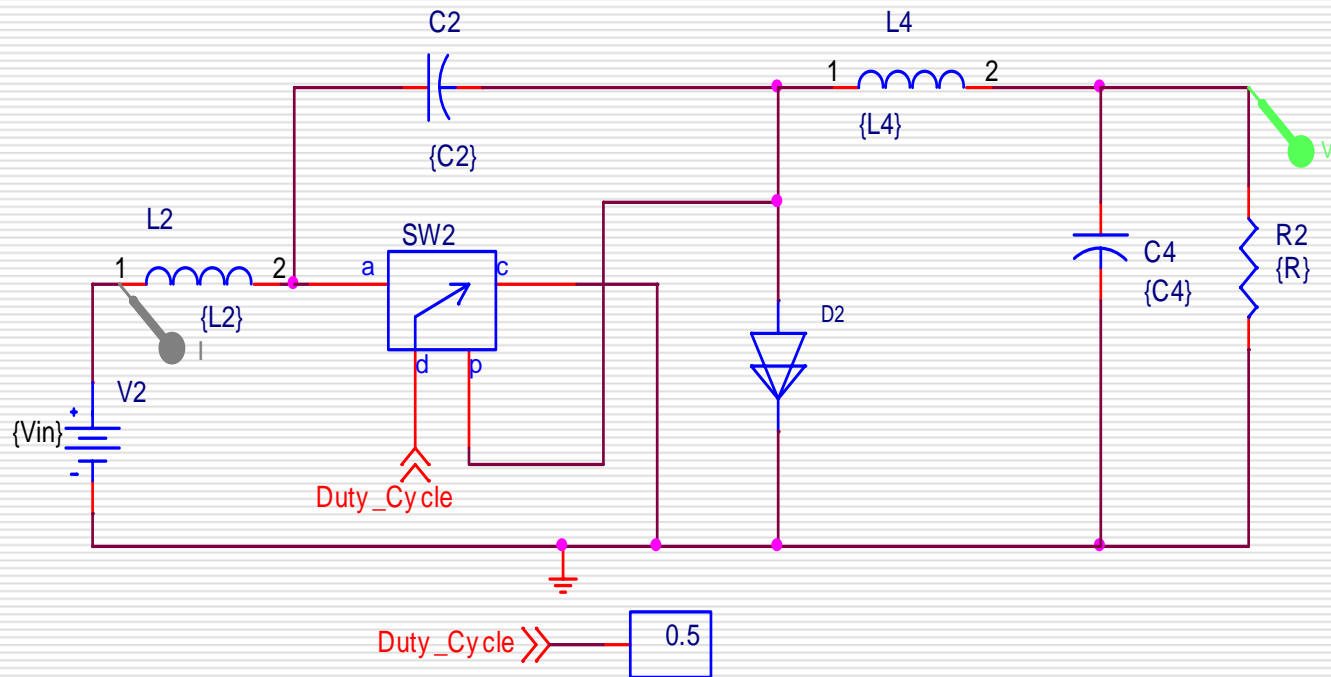 C2
L4
1
2
{L4}
{C2}
V
L2
SW2
R2
{R}
C4
{C4}
1
2
a
c
{L2}
D2
I
d
p
V2
+
{Vin}
-
Duty_Cycle
Duty_Cycle
0.5